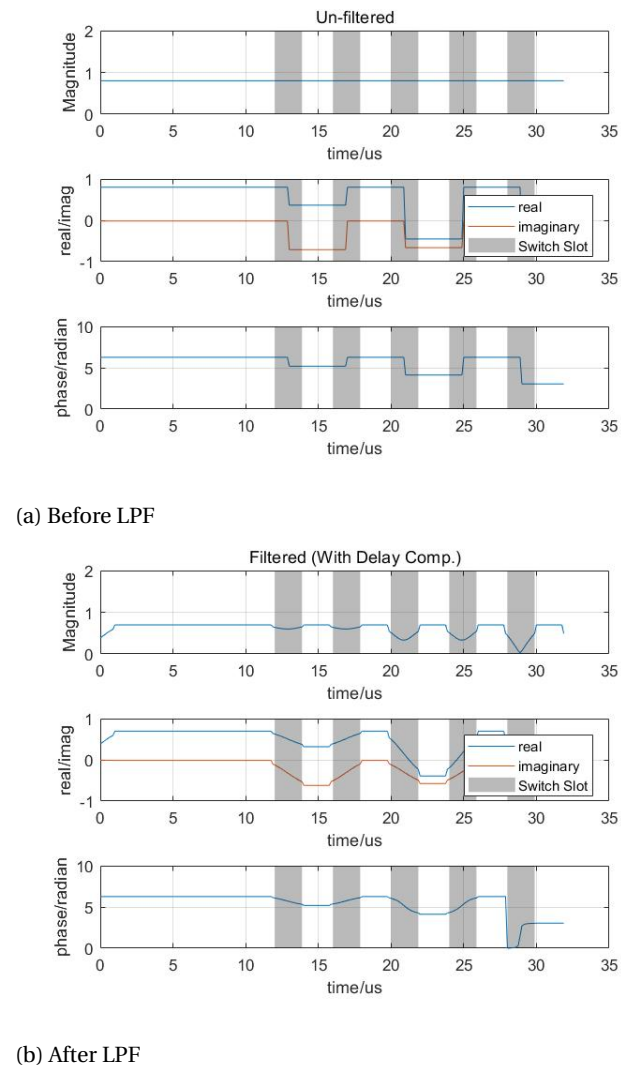 Un-filtered
Magnitude
2
1
0
0 5 10 15 20 25 30 35
time/us
real/imag
1
0
-1
real
imaginary
Switch Slot
0 5 10 15 20 25 30 35
time/us
phase/radian
10
5
0
0 5 10 15 20 25 30 35
time/us
(a) Before LPF
Filtered (With Delay Comp.)
Magnitude
2
1
0
0 5 10 15 20 25 30 35
time/us
real/imag
1
0
-1
real
imaginary
Switch Slot
0 5 10 15 20 25 30 35
time/us
phase/radian
10
5
0
0 5 10 15 20 25 30 35
time/us
(b) After LPF